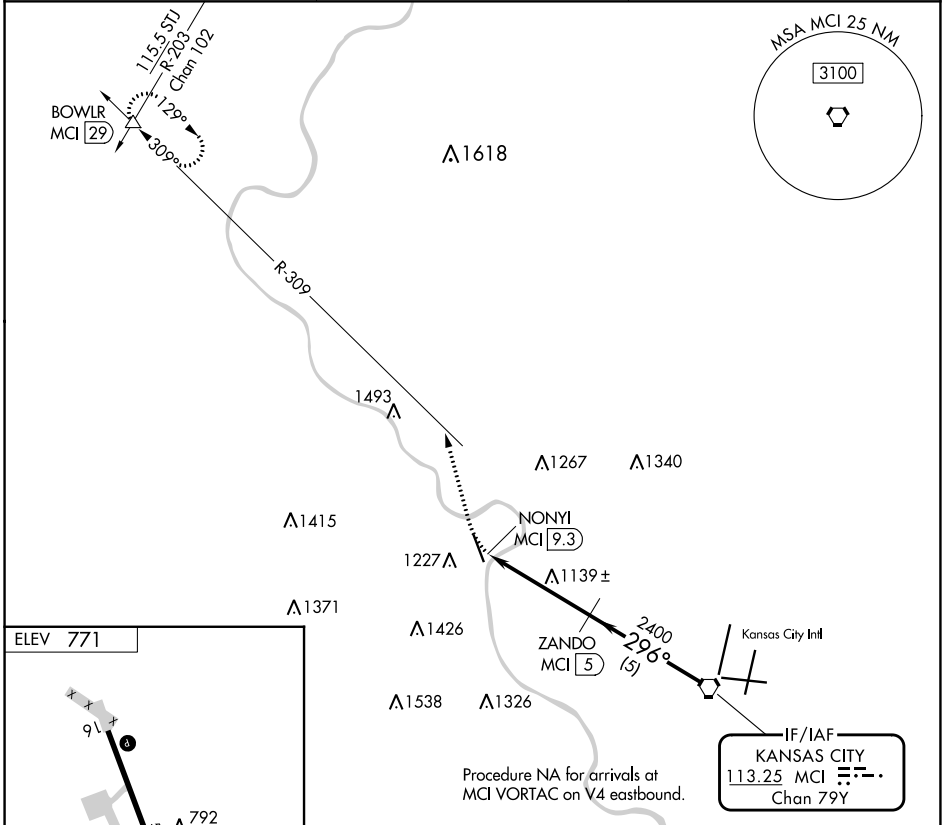 115.5 STJ
R-203
Chan 102
BOWLR
MCI 29
129°
309°
MSA MCI 25 NM
3100
1618
R-309
1493
1267
1340
1415
NONYI
MCI 9.3
1227
1139 ±
1371
1426
ZANDO
MCI 5
2400
296°
(5)
Kansas City Intl
1538
1326
IF/IAF
KANSAS CITY
113.25 MCI
Chan 79Y
Procedure NA for arrivals at
MCI VORTAC on V4 eastbound.
ELEV 771
16
P
792